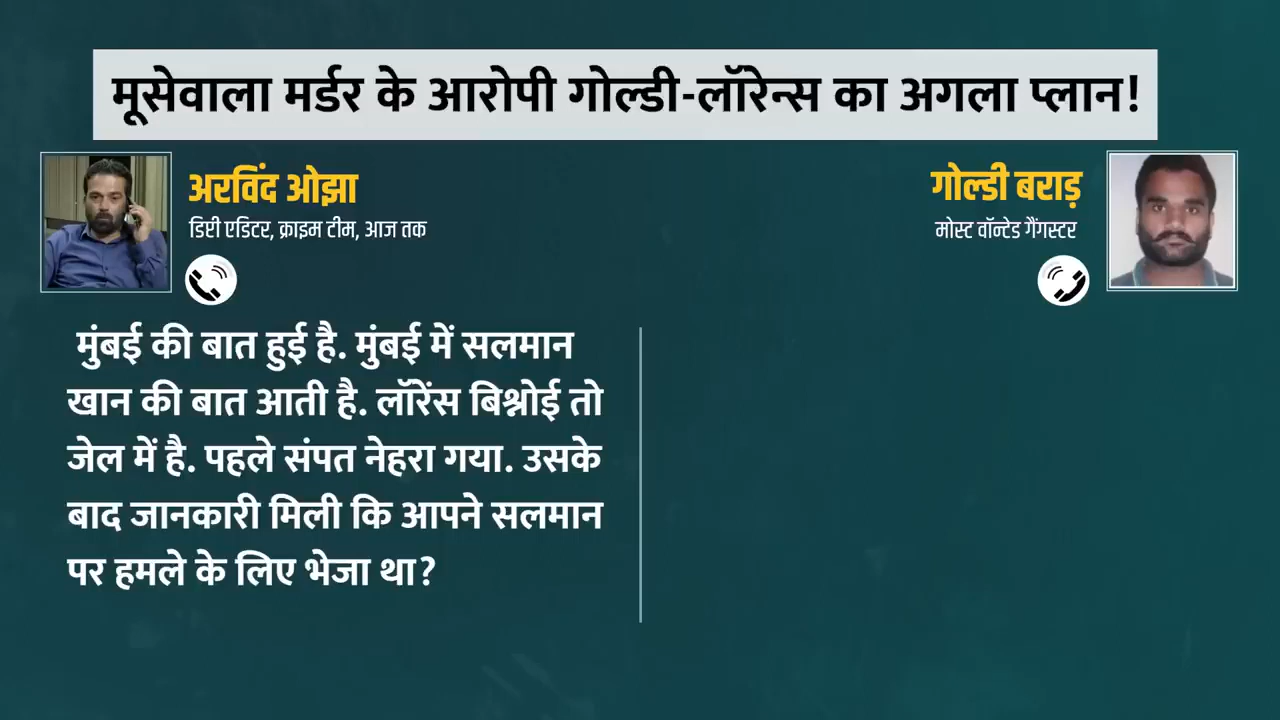 मूसेवाला मर्डर के आरोपी गोल्डी-लॉरेन्स का अगला प्लान!
अरविंद ओझा
डिप्टी एडिटर, क्राइम टीम, आज तक
गोल्डी बराड़
मोस्ट वॉन्टेड गैंगस्टर
मुंबई की बात हुई है. मुंबई में सलमान
खान की बात आती है. लॉरेंस बिश्नोई तो
जेल में है. पहले संपत नेहरा गया. उसके
बाद जानकारी मिली कि आपने सलमान
पर हमले के लिए भेजा था?